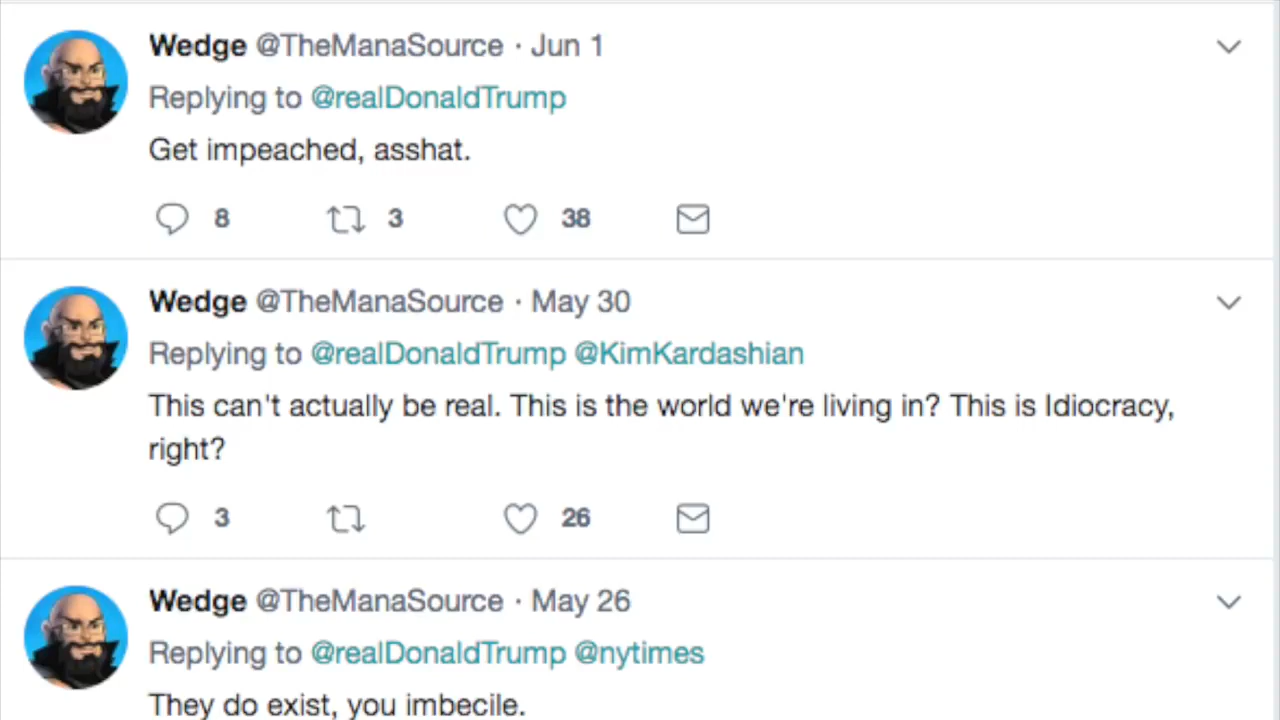 Wedge @TheManaSource · Jun 1
Replying to @realDonaldTrump
Get impeached, asshat.
8 3 38
Wedge @TheManaSource · May 30
Replying to @realDonaldTrump @KimKardashian
This can't actually be real. This is the world we're living in? This is Idiocracy,
right?
3 26
Wedge @TheManaSource · May 26
Replying to @realDonaldTrump @nytimes
They do exist, you imbecile.